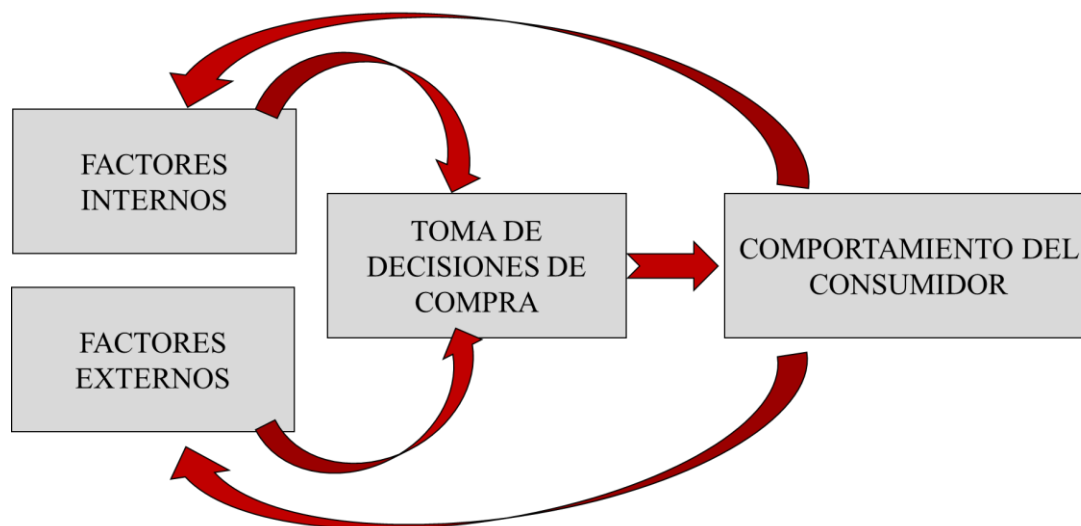 FACTORES
INTERNOS
TOMA DE
DECISIONES DE
COMPRA
COMPORTAMIENTO DEL
CONSUMIDOR
FACTORES
EXTERNOS